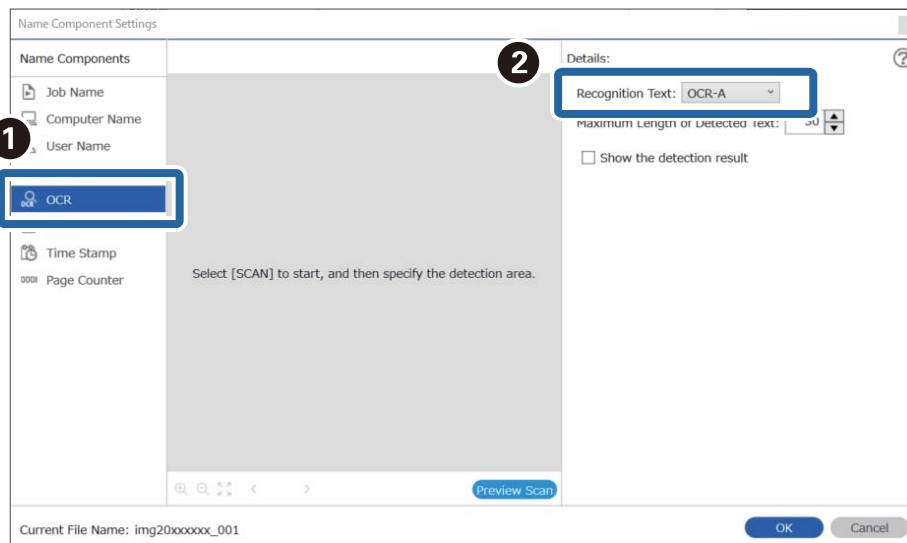 Name Component Settings
Name Components
Job Name
Computer Name
User Name
OCR
Time Stamp
Page Counter
1
2
Details:
Recognition Text: OCR-A
Maximum Length of Detected Text: 30
Show the detection result
Select [SCAN] to start, and then specify the detection area.
Preview Scan
Current File Name: img20xxxxxx_001
OK
Cancel